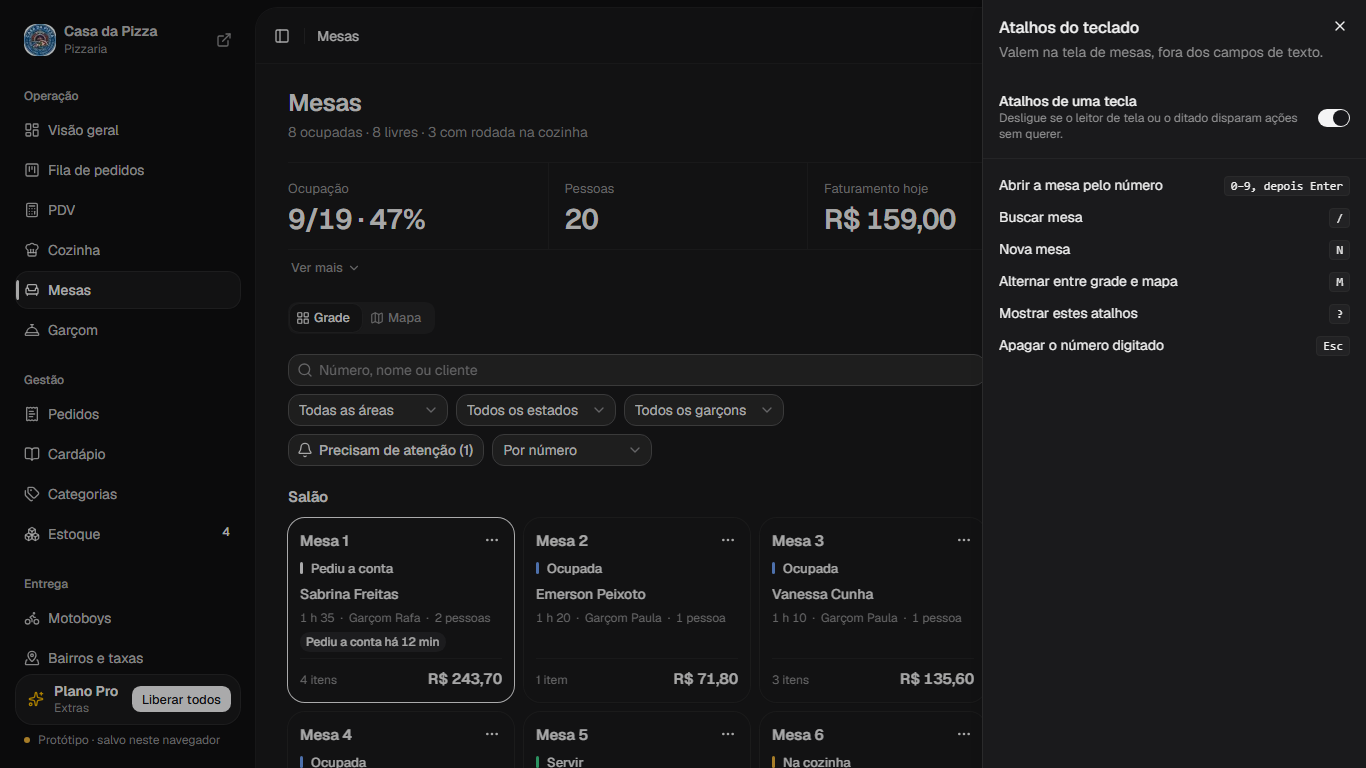 Casa da Pizza
Pizzaria
Operação
Visão geral
Fila de pedidos
PDV
Cozinha
Mesas
Garçom
Gestão
Pedidos
Cardápio
Categorias
Estoque 4
Entrega
Motoboys
Bairros e taxas
Plano Pro
Extras
Liberar todos
Protótipo · salvo neste navegador
Mesas
Mesas
8 ocupadas · 8 livres · 3 com rodada na cozinha
Ocupação
9/19 · 47%
Pessoas
20
Faturamento hoje
R$ 159,00
Ver mais
Grade Mapa
Número, nome ou cliente
Todas as áreas Todos os estados Todos os garçons
Precisam de atenção (1) Por número
Salão
Mesa 1
Pediu a conta
Sabrina Freitas
1 h 35 · Garçom Rafa · 2 pessoas
Pediu a conta há 12 min
4 itens R$ 243,70
Mesa 2
Ocupada
Emerson Peixoto
1 h 20 · Garçom Paula · 1 pessoa
1 item R$ 71,80
Mesa 3
Ocupada
Vanessa Cunha
1 h 10 · Garçom Paula · 1 pessoa
3 itens R$ 135,60
Mesa 4
Ocupada
Mesa 5
Servir
Mesa 6
Na cozinha
Atalhos do teclado
Valem na tela de mesas, fora dos campos de texto.
Atalhos de uma tecla
Desligue se o leitor de tela ou o ditado disparam ações
sem querer.
Abrir a mesa pelo número 0–9, depois Enter
Buscar mesa /
Nova mesa N
Alternar entre grade e mapa M
Mostrar estes atalhos ?
Apagar o número digitado Esc